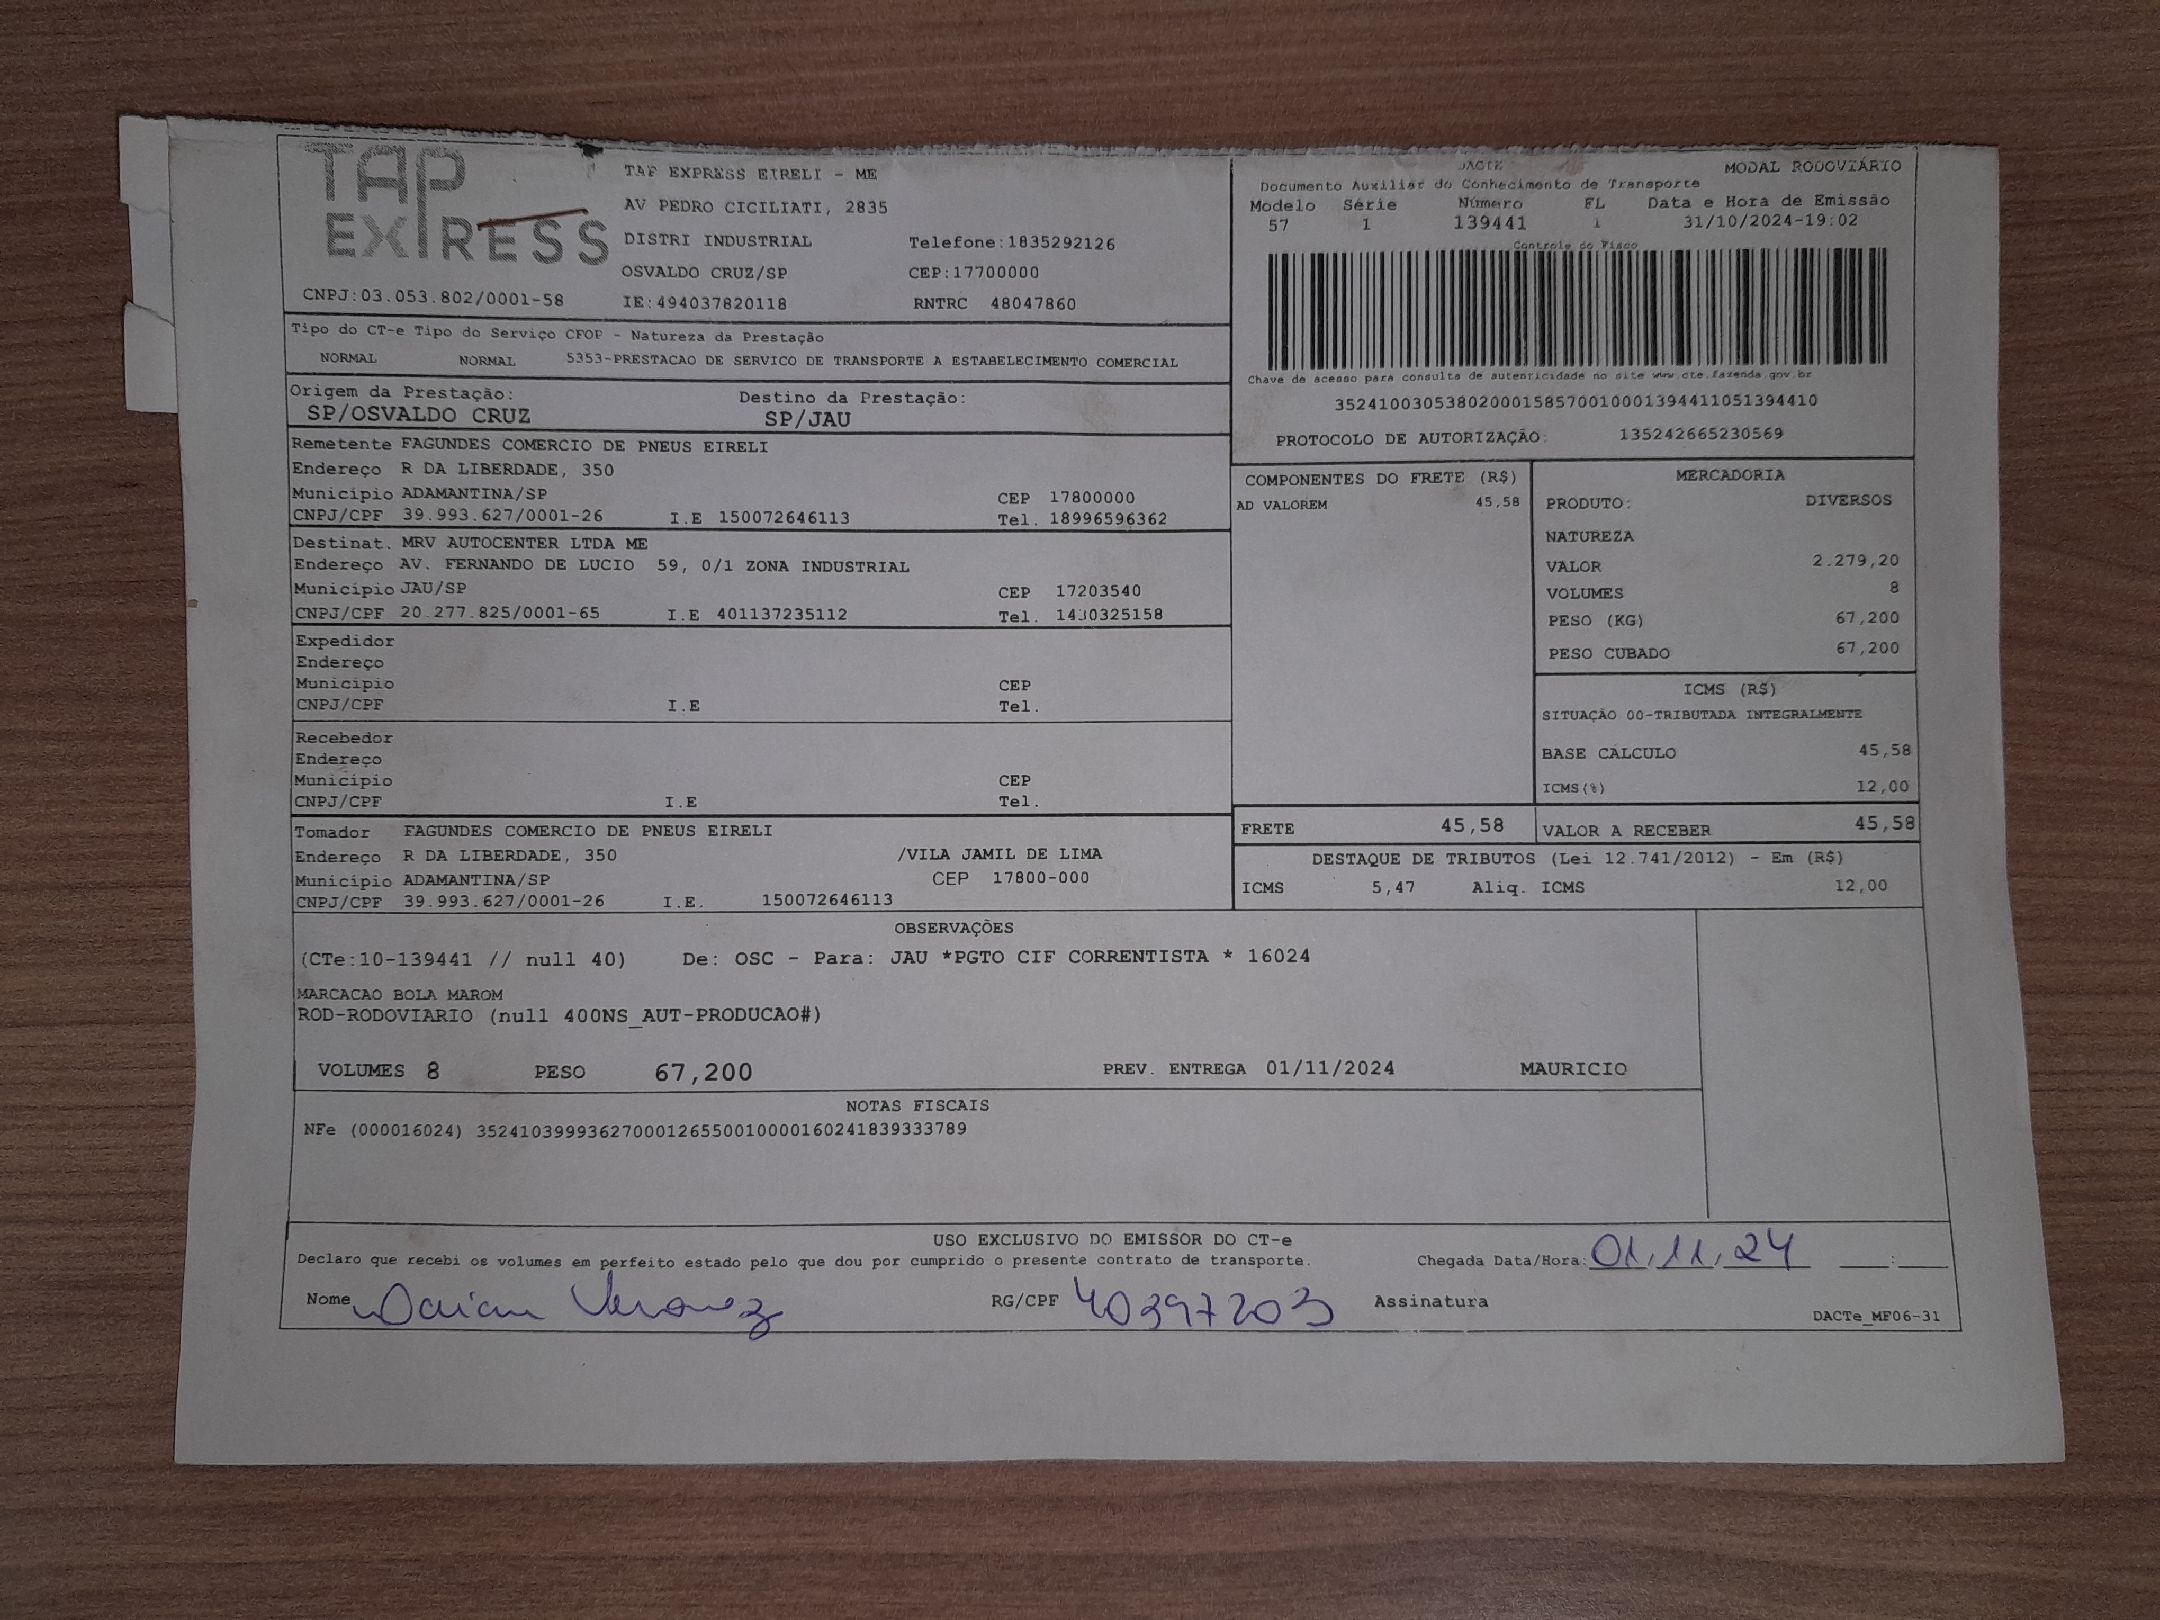 TAP EXPRESS
TAP EXPRESS EIRELI - ME
AV PEDRO CICILIATI, 2835
DISTRI INDUSTRIAL Telefone:1835292126
OSVALDO CRUZ/SP CEP:17700000
CNPJ:03.053.802/0001-58 IE:494037820118 RNTRC 48047860
DACTE MODAL RODOVIÁRIO
Documento Auxiliar do Conhecimento de Transporte
Modelo Série Número FL Data e Hora de Emissão
57 1 139441 1 31/10/2024-19:02
Controle do Fisco
Chave de acesso para consulta de autenticidade no site www.cte.fazenda.gov.br
35241003053802000158570010001394411051394410
PROTOCOLO DE AUTORIZAÇÃO: 135242665230569
Tipo do CT-e Tipo do Serviço CFOP - Natureza da Prestação
NORMAL NORMAL 5353-PRESTACAO DE SERVICO DE TRANSPORTE A ESTABELECIMENTO COMERCIAL
Origem da Prestação: Destino da Prestação:
SP/OSVALDO CRUZ SP/JAU
Remetente FAGUNDES COMERCIO DE PNEUS EIRELI
Endereço R DA LIBERDADE, 350
Município ADAMANTINA/SP CEP 17800000
CNPJ/CPF 39.993.627/0001-26 I.E 150072646113 Tel. 18996596362
Destinat. MRV AUTOCENTER LTDA ME
Endereço AV. FERNANDO DE LUCIO 59, 0/1 ZONA INDUSTRIAL
Município JAU/SP CEP 17203540
CNPJ/CPF 20.277.825/0001-65 I.E 401137235112 Tel. 1430325158
Expedidor
Endereço
Município CEP
CNPJ/CPF I.E Tel.
Recebedor
Endereço
Município CEP
CNPJ/CPF I.E Tel.
Tomador FAGUNDES COMERCIO DE PNEUS EIRELI
Endereço R DA LIBERDADE, 350 /VILA JAMIL DE LIMA
Município ADAMANTINA/SP CEP 17800-000
CNPJ/CPF 39.993.627/0001-26 I.E. 150072646113
COMPONENTES DO FRETE (R$)
AD VALOREM 45,58
MERCADORIA
PRODUTO: DIVERSOS
NATUREZA
VALOR 2.279,20
VOLUMES 8
PESO (KG) 67,200
PESO CUBADO 67,200
ICMS (R$)
SITUAÇÃO 00-TRIBUTADA INTEGRALMENTE
BASE CÁLCULO 45,58
ICMS(%) 12,00
FRETE 45,58 VALOR A RECEBER 45,58
DESTAQUE DE TRIBUTOS (Lei 12.741/2012) - Em (R$)
ICMS 5,47 Aliq. ICMS 12,00
OBSERVAÇÕES
(CTe:10-139441 // null 40) De: OSC - Para: JAU *PGTO CIF CORRENTISTA * 16024
MARCACAO BOLA MAROM
ROD-RODOVIARIO (null 400NS_AUT-PRODUCAO#)
VOLUMES 8 PESO 67,200 PREV. ENTREGA 01/11/2024 MAURICIO
NOTAS FISCAIS
NFe (000016024) 35241039993627000126550010000160241839333789
USO EXCLUSIVO DO EMISSOR DO CT-e
Declaro que recebi os volumes em perfeito estado pelo que dou por cumprido o presente contrato de transporte. Chegada Data/Hora: 01,11,24 :
Nome RG/CPF 40397203 Assinatura
DACTe_MF06-31